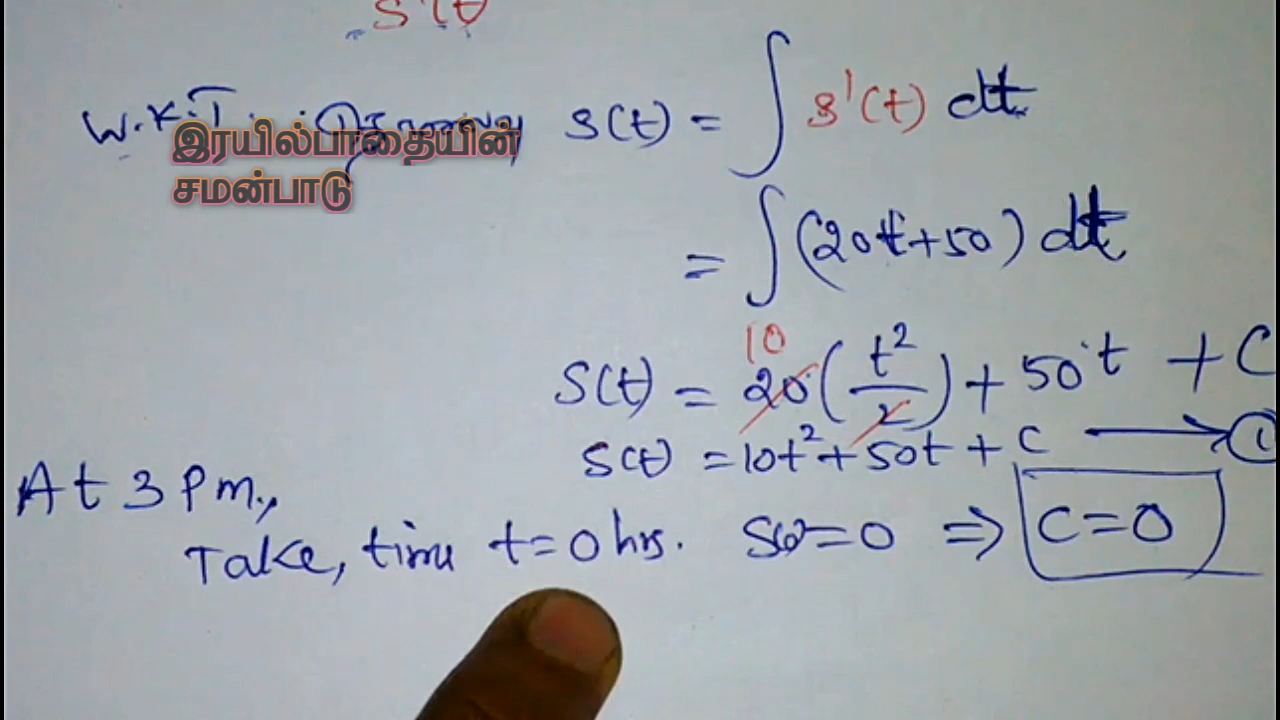 S'(t)
W.K.T s(t) = ∫ s'(t) dt
இரயில்பாதையின்
சமன்பாடு
= ∫ (20t+50) dt
10
S(t) = 20 (t²/2) + 50t + C
s(t) = 10t² + 50t + C → ①
At 3 pm.,
Take, time t=0 hrs. S(0)=0 ⇒ C=0